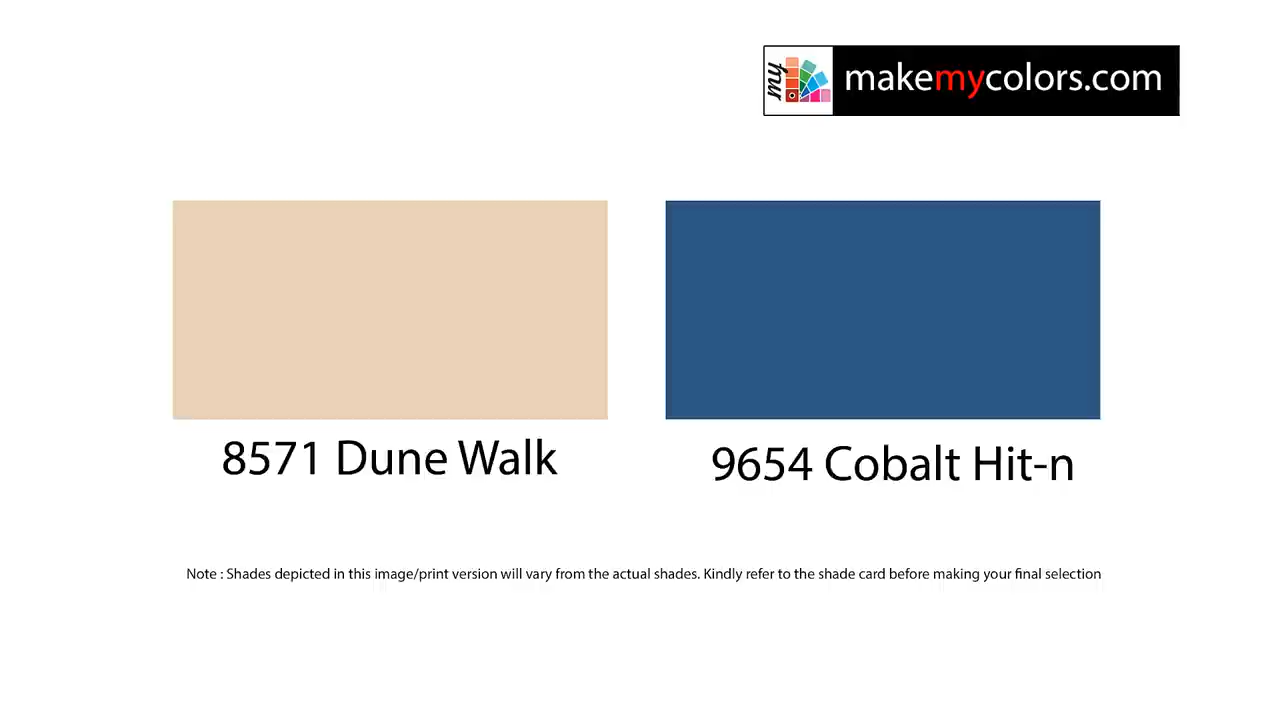 my
makemycolors.com
8571 Dune Walk
9654 Cobalt Hit-n
Note : Shades depicted in this image/print version will vary from the actual shades. Kindly refer to the shade card before making your final selection